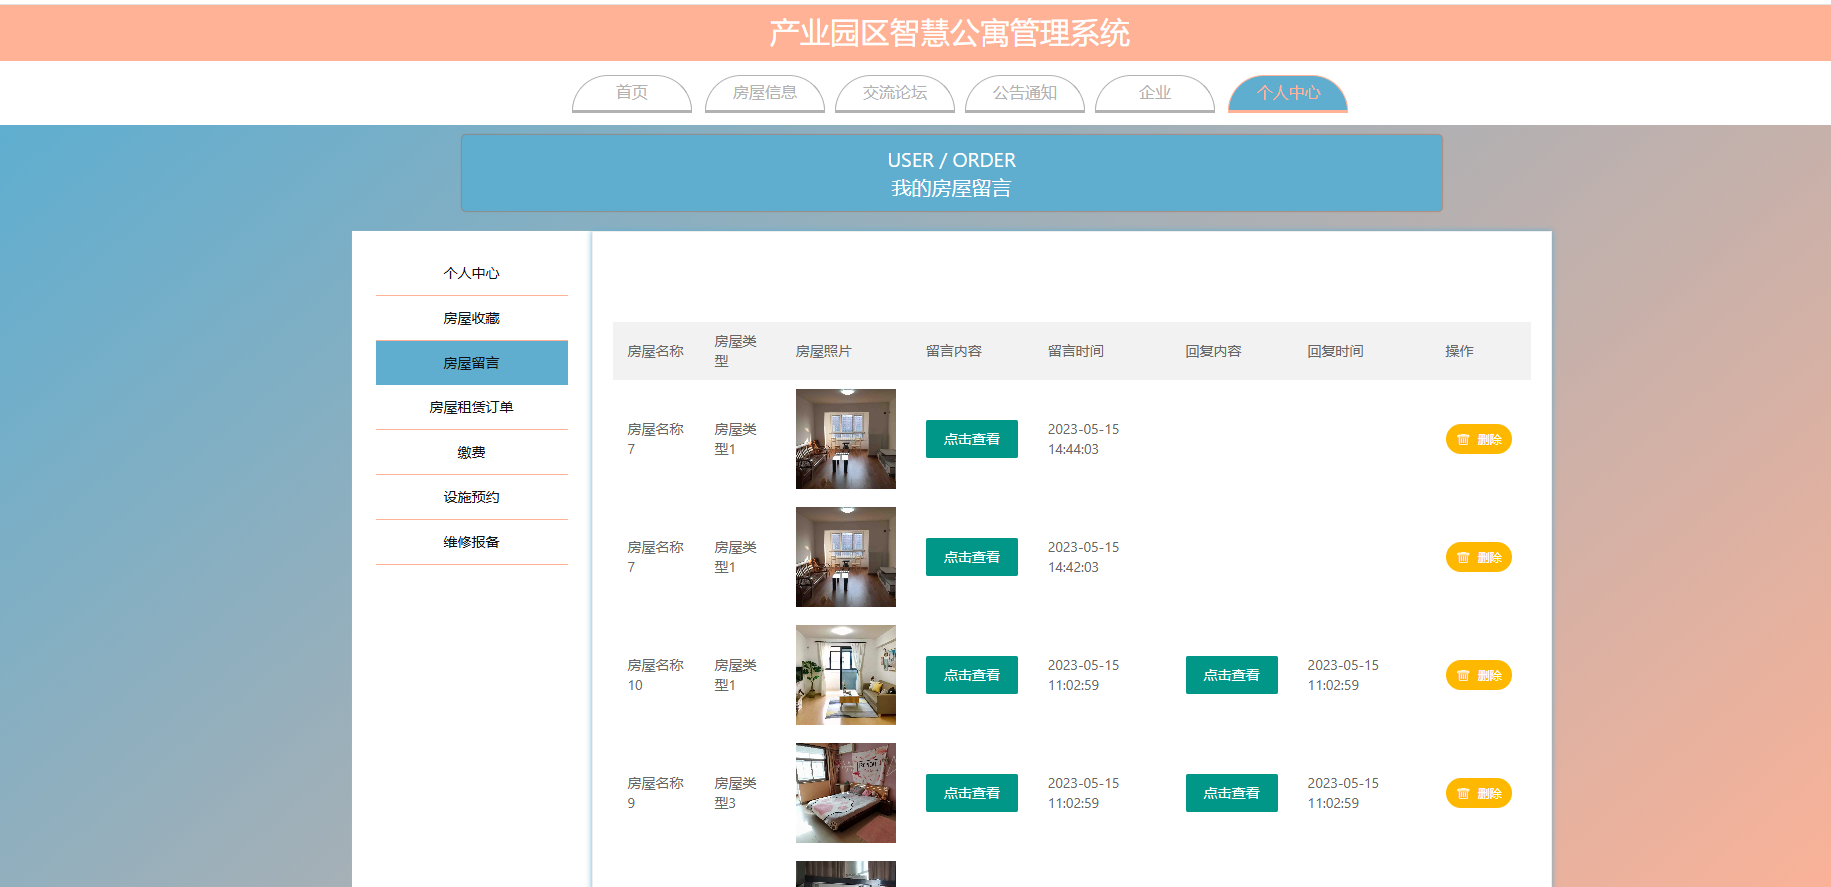 产业园区智慧公寓管理系统
首页 房屋信息 交流论坛 公告通知 企业 个人中心
USER / ORDER
我的房屋留言
个人中心
房屋收藏
房屋留言
房屋租赁订单
缴费
设施预约
维修报备
房屋名称 房屋类型 房屋照片 留言内容 留言时间 回复内容 回复时间 操作
房屋名称7 房屋类型1 点击查看 2023-05-15 14:44:03 删除
房屋名称7 房屋类型1 点击查看 2023-05-15 14:42:03 删除
房屋名称10 房屋类型1 点击查看 2023-05-15 11:02:59 点击查看 2023-05-15 11:02:59 删除
房屋名称9 房屋类型3 点击查看 2023-05-15 11:02:59 点击查看 2023-05-15 11:02:59 删除